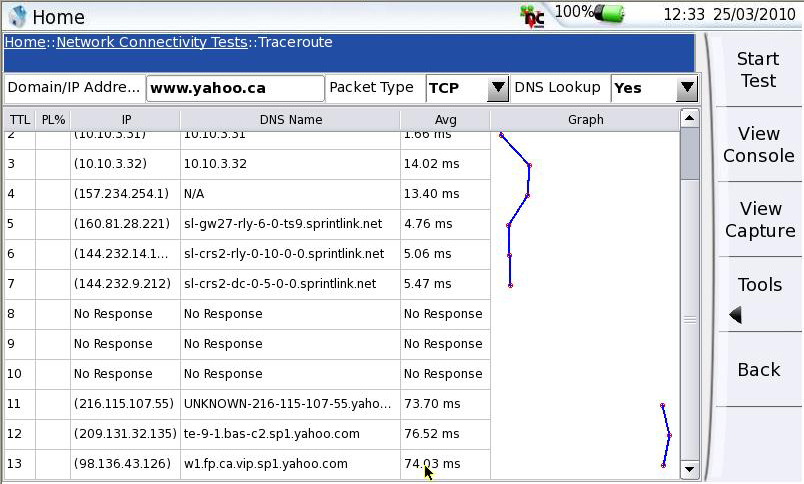 Home
DC 100% 12:33 25/03/2010
Home::Network Connectivity Tests::Traceroute
Domain/IP Addre... www.yahoo.ca Packet Type TCP DNS Lookup Yes
TTL PL% IP DNS Name Avg Graph
2 (10.10.3.31) 10.10.3.31 1.66 ms
3 (10.10.3.32) 10.10.3.32 14.02 ms
4 (157.234.254.1) N/A 13.40 ms
5 (160.81.28.221) sl-gw27-rly-6-0-ts9.sprintlink.net 4.76 ms
6 (144.232.14.1... sl-crs2-rly-0-10-0-0.sprintlink.net 5.06 ms
7 (144.232.9.212) sl-crs2-dc-0-5-0-0.sprintlink.net 5.47 ms
8 No Response No Response No Response
9 No Response No Response No Response
10 No Response No Response No Response
11 (216.115.107.55) UNKNOWN-216-115-107-55.yaho... 73.70 ms
12 (209.131.32.135) te-9-1.bas-c2.sp1.yahoo.com 76.52 ms
13 (98.136.43.126) w1.fp.ca.vip.sp1.yahoo.com 74.03 ms
Start
Test
View
Console
View
Capture
Tools
Back